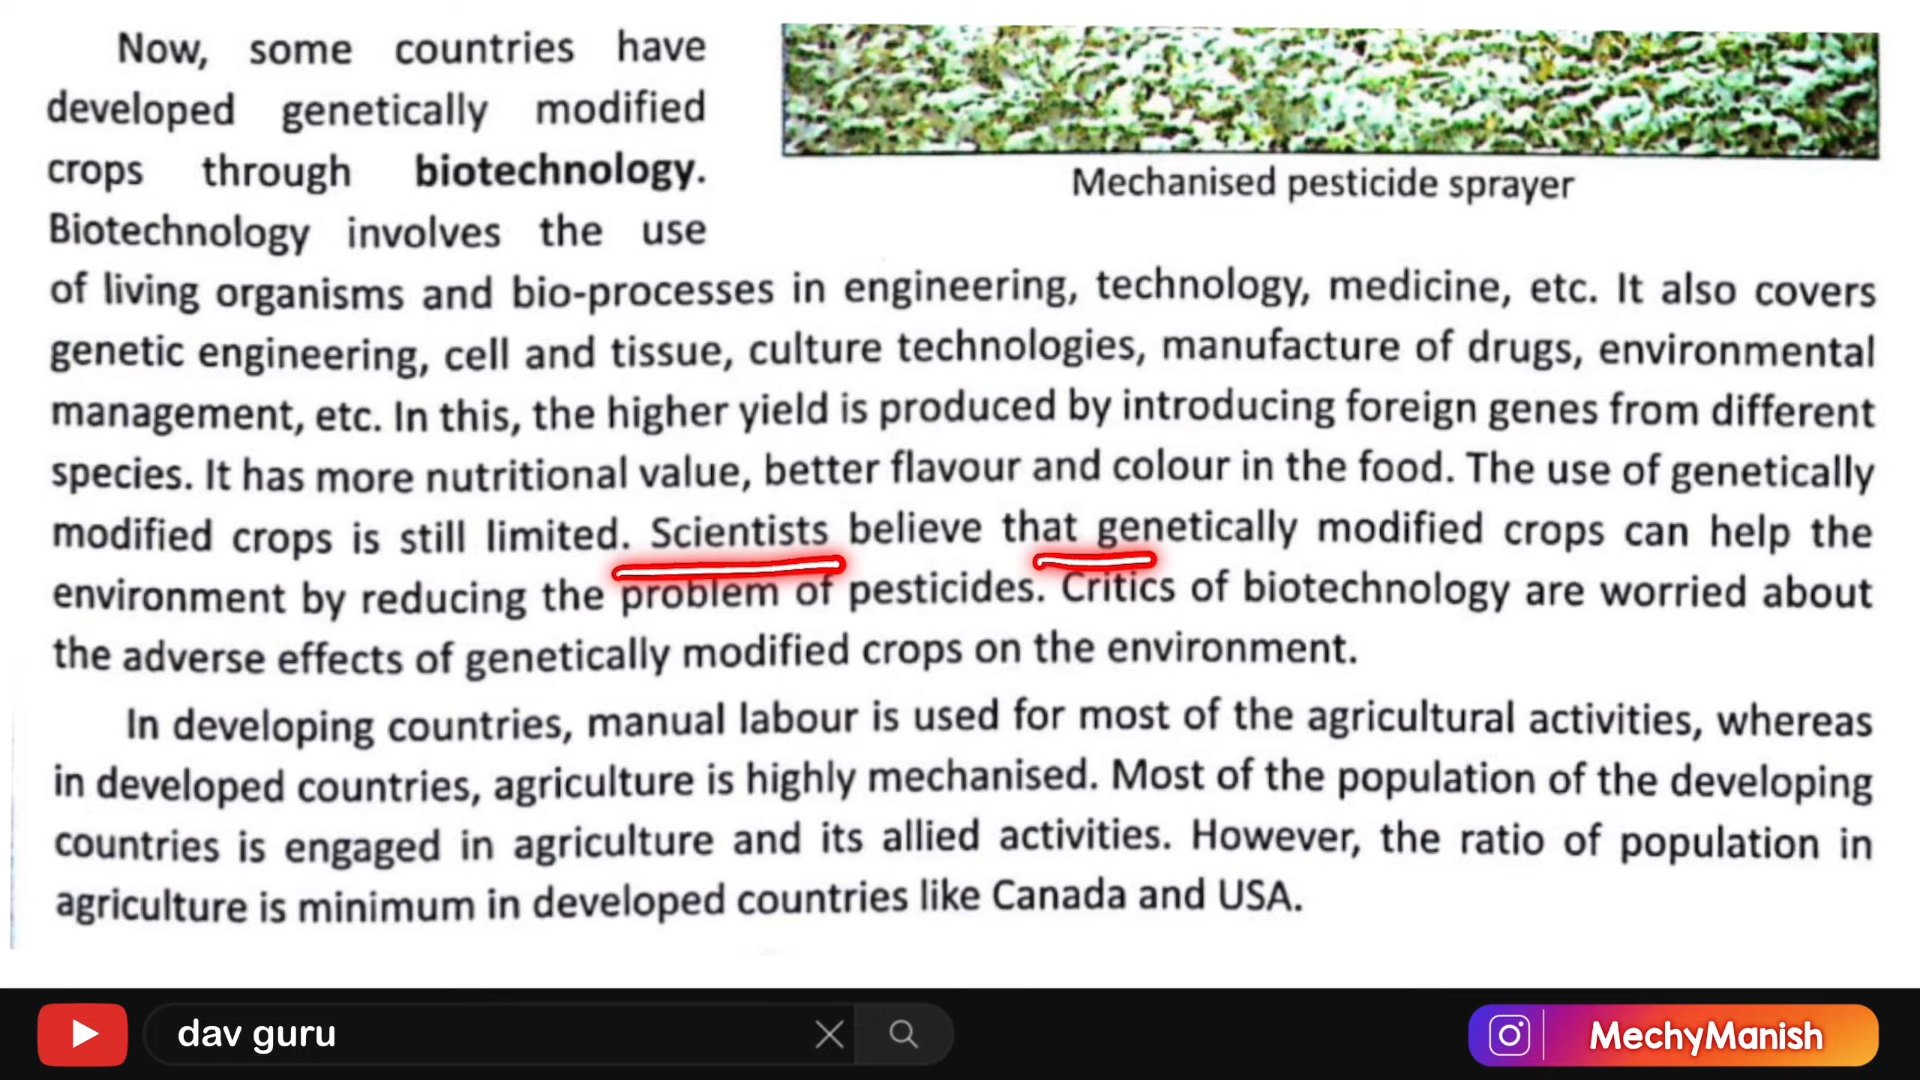 Now, some countries have
developed genetically modified
crops through biotechnology.
Biotechnology involves the use
Mechanised pesticide sprayer
of living organisms and bio-processes in engineering, technology, medicine, etc. It also covers
genetic engineering, cell and tissue, culture technologies, manufacture of drugs, environmental
management, etc. In this, the higher yield is produced by introducing foreign genes from different
species. It has more nutritional value, better flavour and colour in the food. The use of genetically
modified crops is still limited. Scientists believe that genetically modified crops can help the
environment by reducing the problem of pesticides. Critics of biotechnology are worried about
the adverse effects of genetically modified crops on the environment.
In developing countries, manual labour is used for most of the agricultural activities, whereas
in developed countries, agriculture is highly mechanised. Most of the population of the developing
countries is engaged in agriculture and its allied activities. However, the ratio of population in
agriculture is minimum in developed countries like Canada and USA.
dav guru
MechyManish